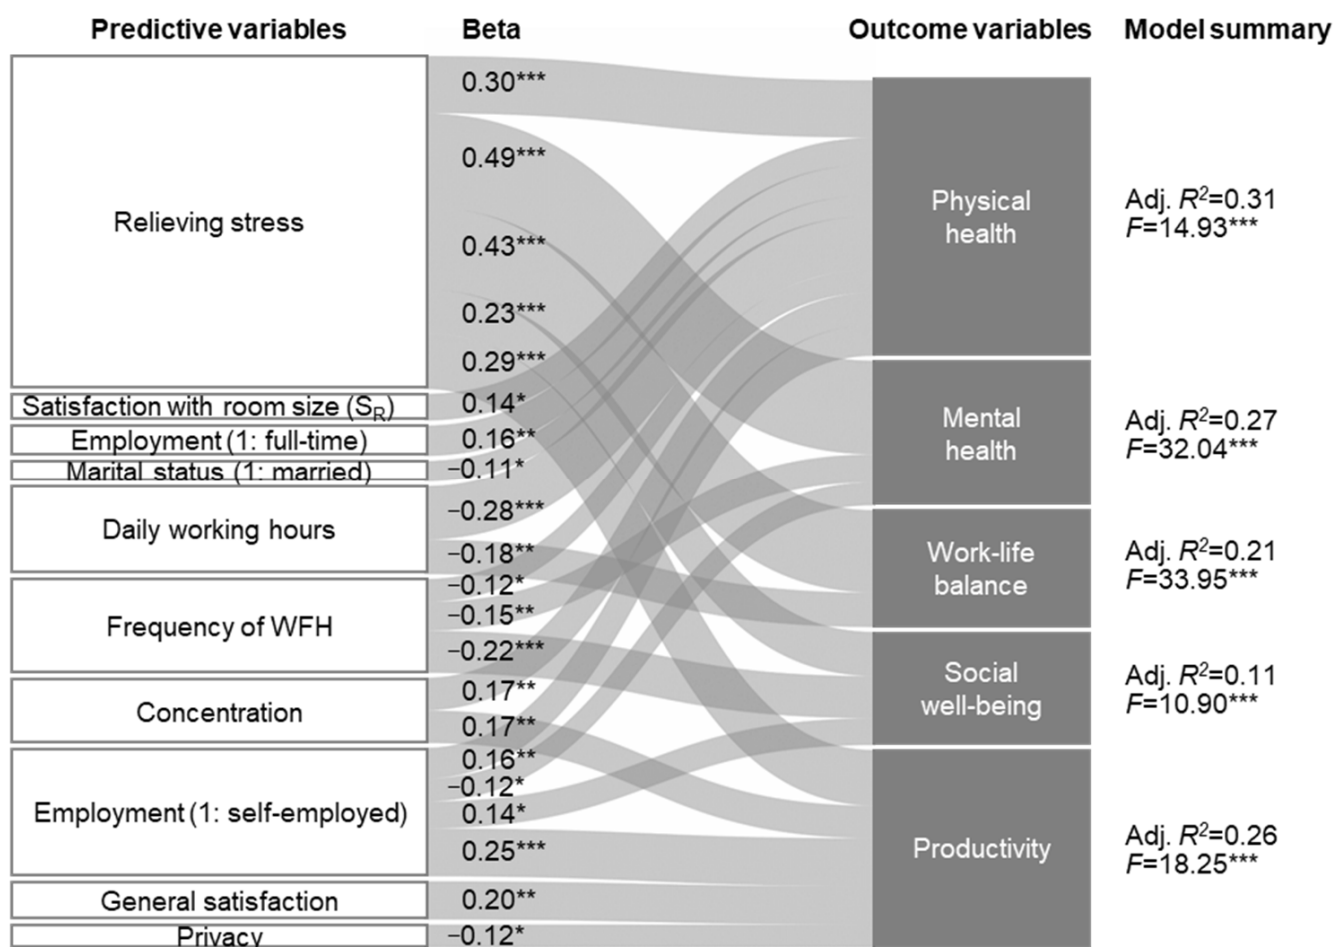 Predictive variables Beta Outcome variables Model summary
Relieving stress
0.30***
0.49***
0.43***
0.23***
0.29***
Satisfaction with room size (S_R) 0.14*
Employment (1: full-time) 0.16**
Marital status (1: married) −0.11*
Daily working hours
−0.28***
−0.18**
Frequency of WFH
−0.12*
−0.15**
−0.22***
Concentration
0.17**
0.17**
Employment (1: self-employed)
0.16**
−0.12*
0.14*
0.25***
General satisfaction 0.20**
Privacy −0.12*
Physical
health
Adj. R²=0.31
F=14.93***
Mental
health
Adj. R²=0.27
F=32.04***
Work-life
balance
Adj. R²=0.21
F=33.95***
Social
well-being
Adj. R²=0.11
F=10.90***
Productivity
Adj. R²=0.26
F=18.25***